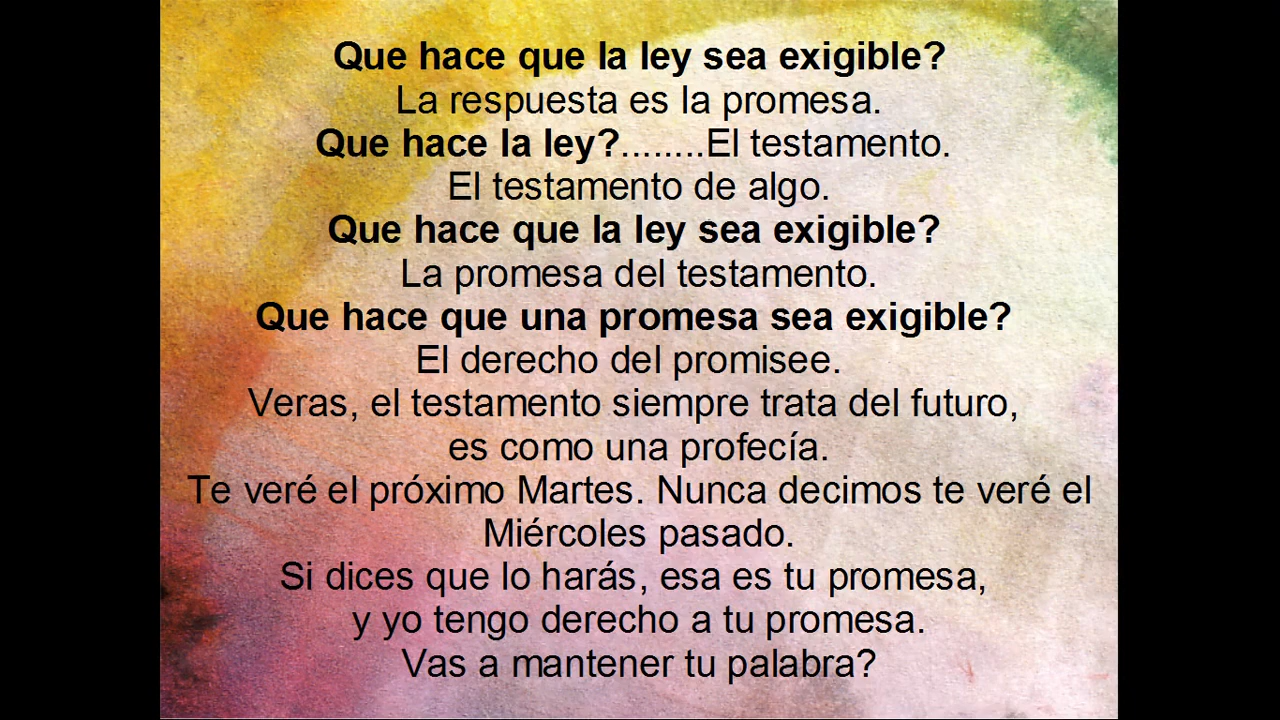 Que hace que la ley sea exigible?
La respuesta es la promesa.
Que hace la ley?........El testamento.
El testamento de algo.
Que hace que la ley sea exigible?
La promesa del testamento.
Que hace que una promesa sea exigible?
El derecho del promisee.
Veras, el testamento siempre trata del futuro,
es como una profecía.
Te veré el próximo Martes. Nunca decimos te veré el
Miércoles pasado.
Si dices que lo harás, esa es tu promesa,
y yo tengo derecho a tu promesa.
Vas a mantener tu palabra?